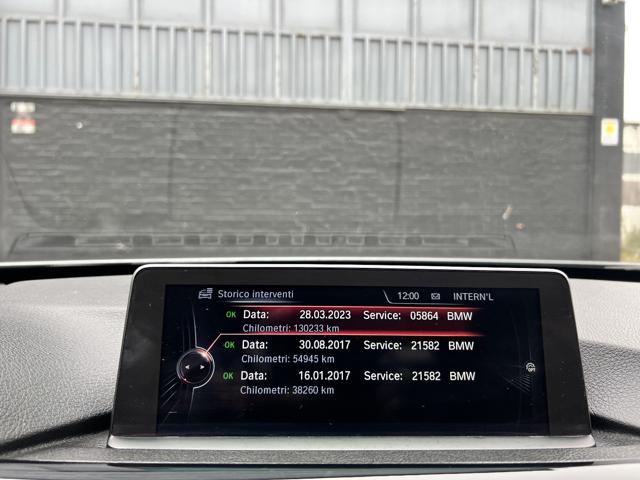 Storico interventi 12:00 INTERN'L
OK Data: 28.03.2023 Service: 05864 BMW
Chilometri: 130233 km
OK Data: 30.08.2017 Service: 21582 BMW
Chilometri: 54945 km
OK Data: 16.01.2017 Service: 21582 BMW
Chilometri: 38260 km